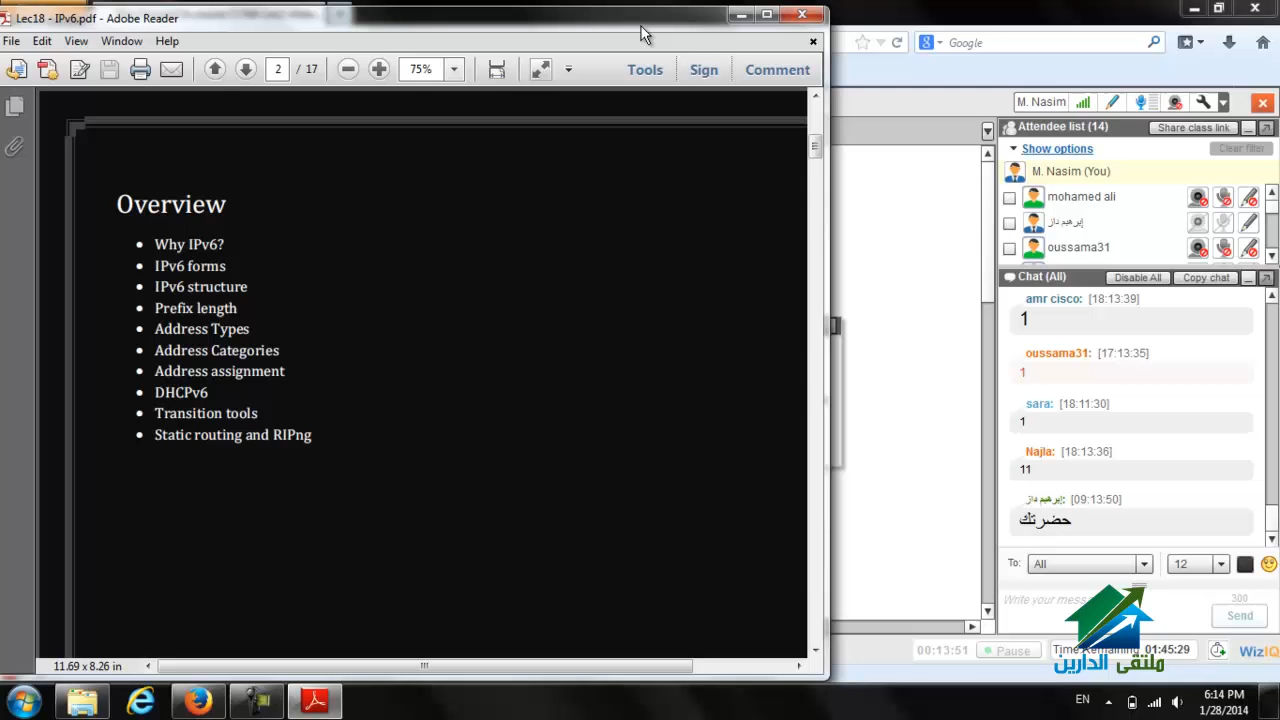 Lec18 - IPv6.pdf - Adobe Reader
File Edit View Window Help
2 / 17 75% Tools Sign Comment
Overview
• Why IPv6?
• IPv6 forms
• IPv6 structure
• Prefix length
• Address Types
• Address Categories
• Address assignment
• DHCPv6
• Transition tools
• Static routing and RIPng
11.69 x 8.26 in
Google
M. Nasim
Attendee list (14) Share class link
Show options Clear filter
M. Nasim (You)
mohamed ali
إبرهيم داز
oussama31
Chat (All) Disable All Copy chat
amr cisco: [18:13:39]
1
oussama31: [17:13:35]
1
sara: [18:11:30]
1
Najla: [18:13:36]
11
إبرهيم داز: [09:13:50]
حضرتك
To: All 12
Write your mess
300
Send
00:13:51 Pause Time Remaining 01:45:29 WizIQ
ملتقى الدارين
EN 6:14 PM
1/28/2014